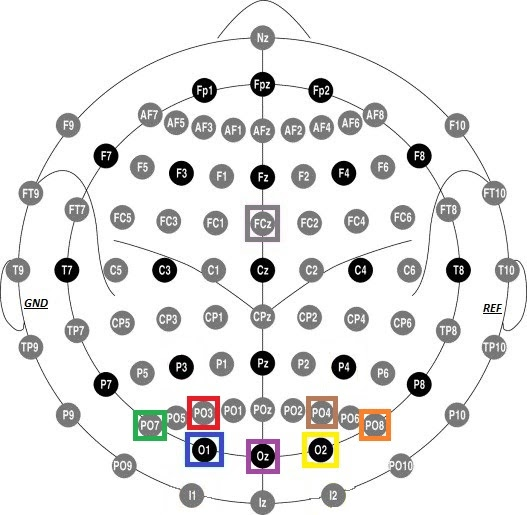 Nz
Fp1 Fpz Fp2
AF7 AF5 AF3 AF1 AFz AF2 AF4 AF6 AF8
F9 F10
F7 F5 F3 F1 Fz F2 F4 F6 F8
FT9 FT10
FT7 FC5 FC3 FC1 FCz FC2 FC4 FC6 FT8
T9 T7 C5 C3 C1 Cz C2 C4 C6 T8 T10
GND REF
TP7 CP5 CP3 CP1 CPz CP2 CP4 CP6 TP8
TP9 TP10
P7 P5 P3 P1 Pz P2 P4 P6 P8
P9 P10
PO7 PO5 PO3 PO1 POz PO2 PO4 PO6 PO8
O1 Oz O2
PO9 PO10
I1 Iz I2